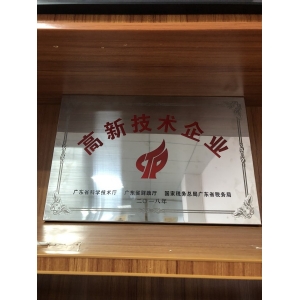 高新技术企业
广东省科学技术厅 广东省财政厅 国家税务总局广东省税务局
二〇一八年